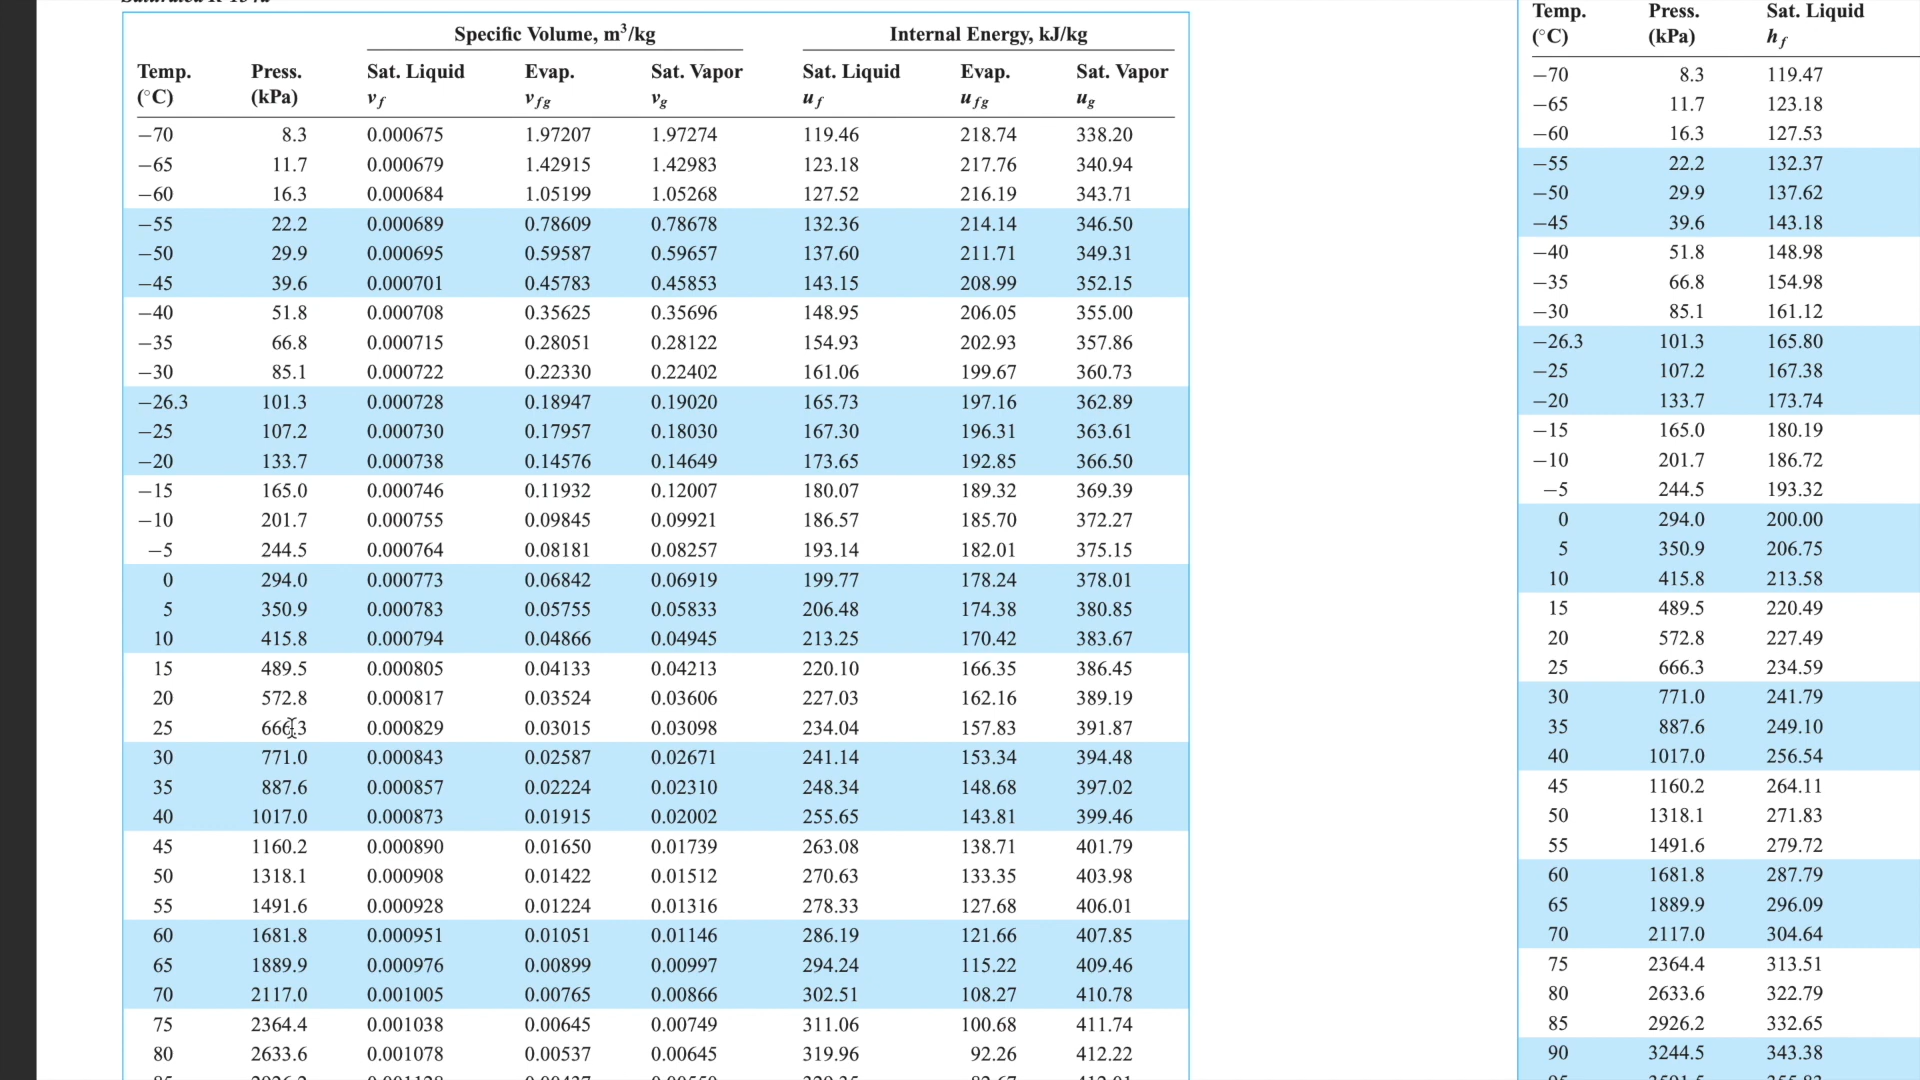 Saturated R-134a
Specific Volume, m³/kg Internal Energy, kJ/kg
Temp. Press. Sat. Liquid Evap. Sat. Vapor Sat. Liquid Evap. Sat. Vapor
(°C) (kPa) vf vfg vg uf ufg ug
−70 8.3 0.000675 1.97207 1.97274 119.46 218.74 338.20
−65 11.7 0.000679 1.42915 1.42983 123.18 217.76 340.94
−60 16.3 0.000684 1.05199 1.05268 127.52 216.19 343.71
−55 22.2 0.000689 0.78609 0.78678 132.36 214.14 346.50
−50 29.9 0.000695 0.59587 0.59657 137.60 211.71 349.31
−45 39.6 0.000701 0.45783 0.45853 143.15 208.99 352.15
−40 51.8 0.000708 0.35625 0.35696 148.95 206.05 355.00
−35 66.8 0.000715 0.28051 0.28122 154.93 202.93 357.86
−30 85.1 0.000722 0.22330 0.22402 161.06 199.67 360.73
−26.3 101.3 0.000728 0.18947 0.19020 165.73 197.16 362.89
−25 107.2 0.000730 0.17957 0.18030 167.30 196.31 363.61
−20 133.7 0.000738 0.14576 0.14649 173.65 192.85 366.50
−15 165.0 0.000746 0.11932 0.12007 180.07 189.32 369.39
−10 201.7 0.000755 0.09845 0.09921 186.57 185.70 372.27
−5 244.5 0.000764 0.08181 0.08257 193.14 182.01 375.15
0 294.0 0.000773 0.06842 0.06919 199.77 178.24 378.01
5 350.9 0.000783 0.05755 0.05833 206.48 174.38 380.85
10 415.8 0.000794 0.04866 0.04945 213.25 170.42 383.67
15 489.5 0.000805 0.04133 0.04213 220.10 166.35 386.45
20 572.8 0.000817 0.03524 0.03606 227.03 162.16 389.19
25 666.3 0.000829 0.03015 0.03098 234.04 157.83 391.87
30 771.0 0.000843 0.02587 0.02671 241.14 153.34 394.48
35 887.6 0.000857 0.02224 0.02310 248.34 148.68 397.02
40 1017.0 0.000873 0.01915 0.02002 255.65 143.81 399.46
45 1160.2 0.000890 0.01650 0.01739 263.08 138.71 401.79
50 1318.1 0.000908 0.01422 0.01512 270.63 133.35 403.98
55 1491.6 0.000928 0.01224 0.01316 278.33 127.68 406.01
60 1681.8 0.000951 0.01051 0.01146 286.19 121.66 407.85
65 1889.9 0.000976 0.00899 0.00997 294.24 115.22 409.46
70 2117.0 0.001005 0.00765 0.00866 302.51 108.27 410.78
75 2364.4 0.001038 0.00645 0.00749 311.06 100.68 411.74
80 2633.6 0.001078 0.00537 0.00645 319.96 92.26 412.22
Temp. Press. Sat. Liquid
(°C) (kPa) hf
−70 8.3 119.47
−65 11.7 123.18
−60 16.3 127.53
−55 22.2 132.37
−50 29.9 137.62
−45 39.6 143.18
−40 51.8 148.98
−35 66.8 154.98
−30 85.1 161.12
−26.3 101.3 165.80
−25 107.2 167.38
−20 133.7 173.74
−15 165.0 180.19
−10 201.7 186.72
−5 244.5 193.32
0 294.0 200.00
5 350.9 206.75
10 415.8 213.58
15 489.5 220.49
20 572.8 227.49
25 666.3 234.59
30 771.0 241.79
35 887.6 249.10
40 1017.0 256.54
45 1160.2 264.11
50 1318.1 271.83
55 1491.6 279.72
60 1681.8 287.79
65 1889.9 296.09
70 2117.0 304.64
75 2364.4 313.51
80 2633.6 322.79
85 2926.2 332.65
90 3244.5 343.38